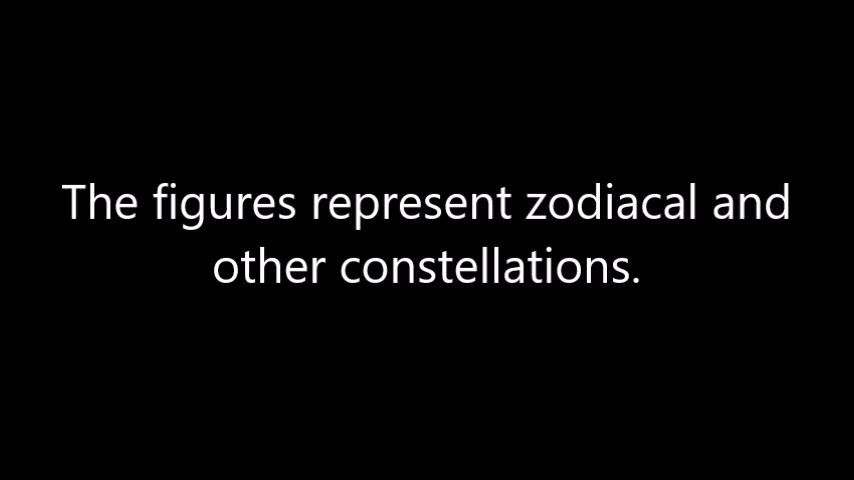 The figures represent zodiacal and
other constellations.